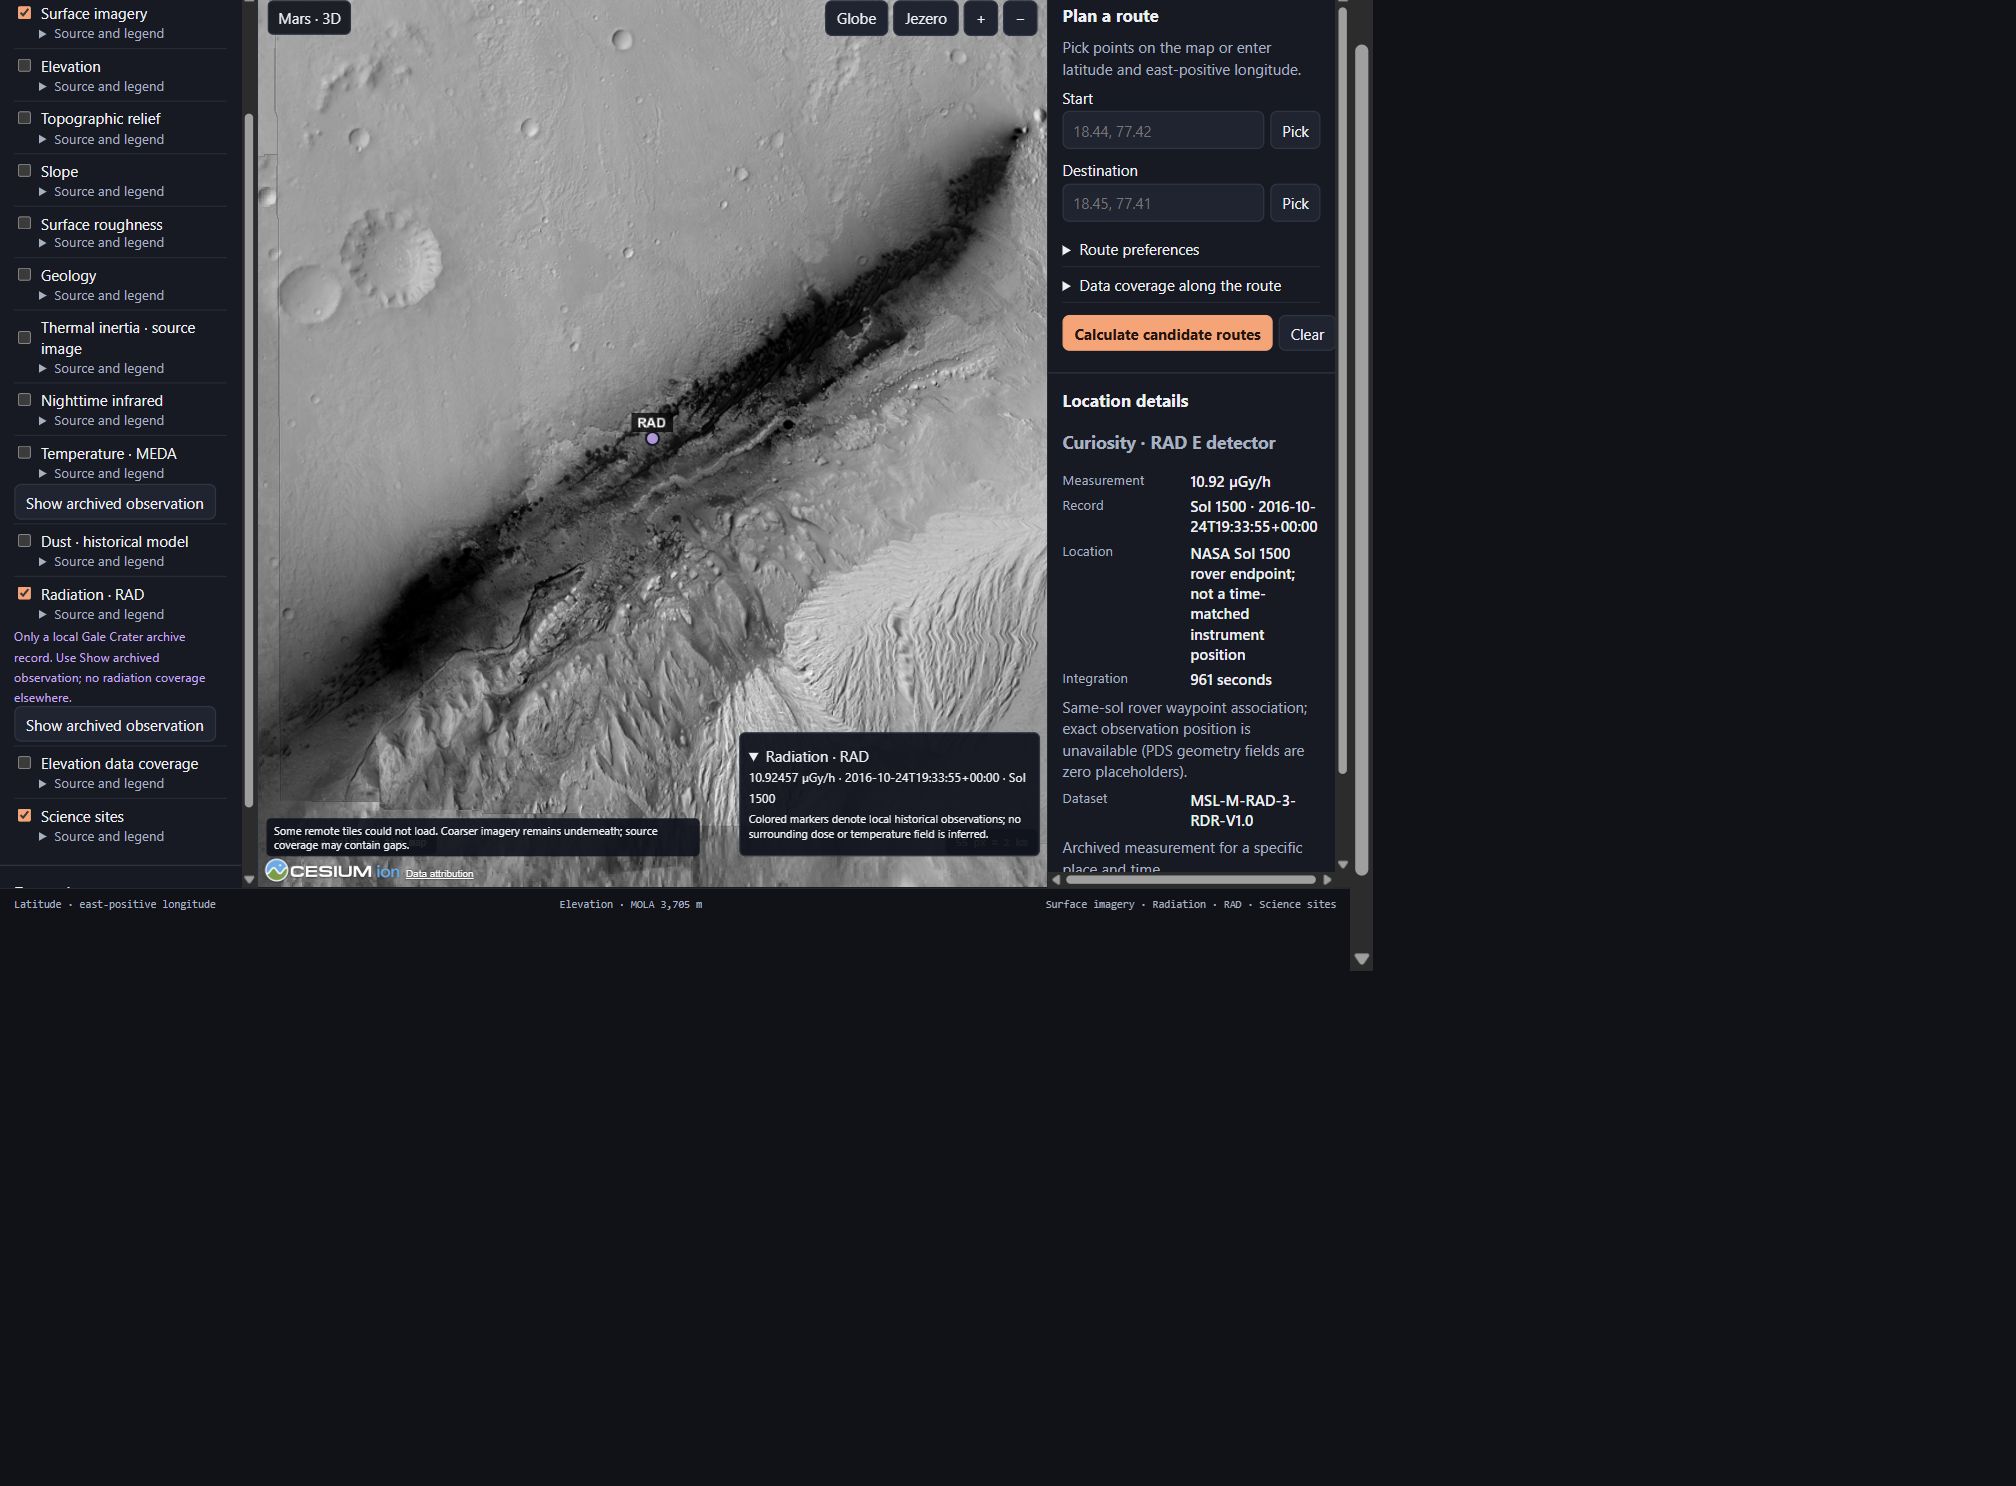 Surface imagery
Source and legend
Elevation
Source and legend
Topographic relief
Source and legend
Slope
Source and legend
Surface roughness
Source and legend
Geology
Source and legend
Thermal inertia · source
image
Source and legend
Nighttime infrared
Source and legend
Temperature · MEDA
Source and legend
Show archived observation
Dust · historical model
Source and legend
Radiation · RAD
Source and legend
Only a local Gale Crater archive
record. Use Show archived
observation; no radiation coverage
elsewhere.
Show archived observation
Elevation data coverage
Source and legend
Science sites
Source and legend
Mars · 3D
Globe
Jezero
+
−
RAD
Radiation · RAD
10.92457 µGy/h · 2016-10-24T19:33:55+00:00 · Sol
1500
Colored markers denote local historical observations; no
surrounding dose or temperature field is inferred.
Some remote tiles could not load. Coarser imagery remains underneath; source
coverage may contain gaps.
CESIUM ion Data attribution
Plan a route
Pick points on the map or enter
latitude and east-positive longitude.
Start
18.44, 77.42
Pick
Destination
18.45, 77.41
Pick
Route preferences
Data coverage along the route
Calculate candidate routes
Clear
Location details
Curiosity · RAD E detector
Measurement 10.92 µGy/h
Record Sol 1500 · 2016-10-
24T19:33:55+00:00
Location NASA Sol 1500
rover endpoint;
not a time-
matched
instrument
position
Integration 961 seconds
Same-sol rover waypoint association;
exact observation position is
unavailable (PDS geometry fields are
zero placeholders).
Dataset MSL-M-RAD-3-
RDR-V1.0
Archived measurement for a specific
place and time
Latitude · east-positive longitude
Elevation · MOLA 3,705 m
Surface imagery · Radiation · RAD · Science sites